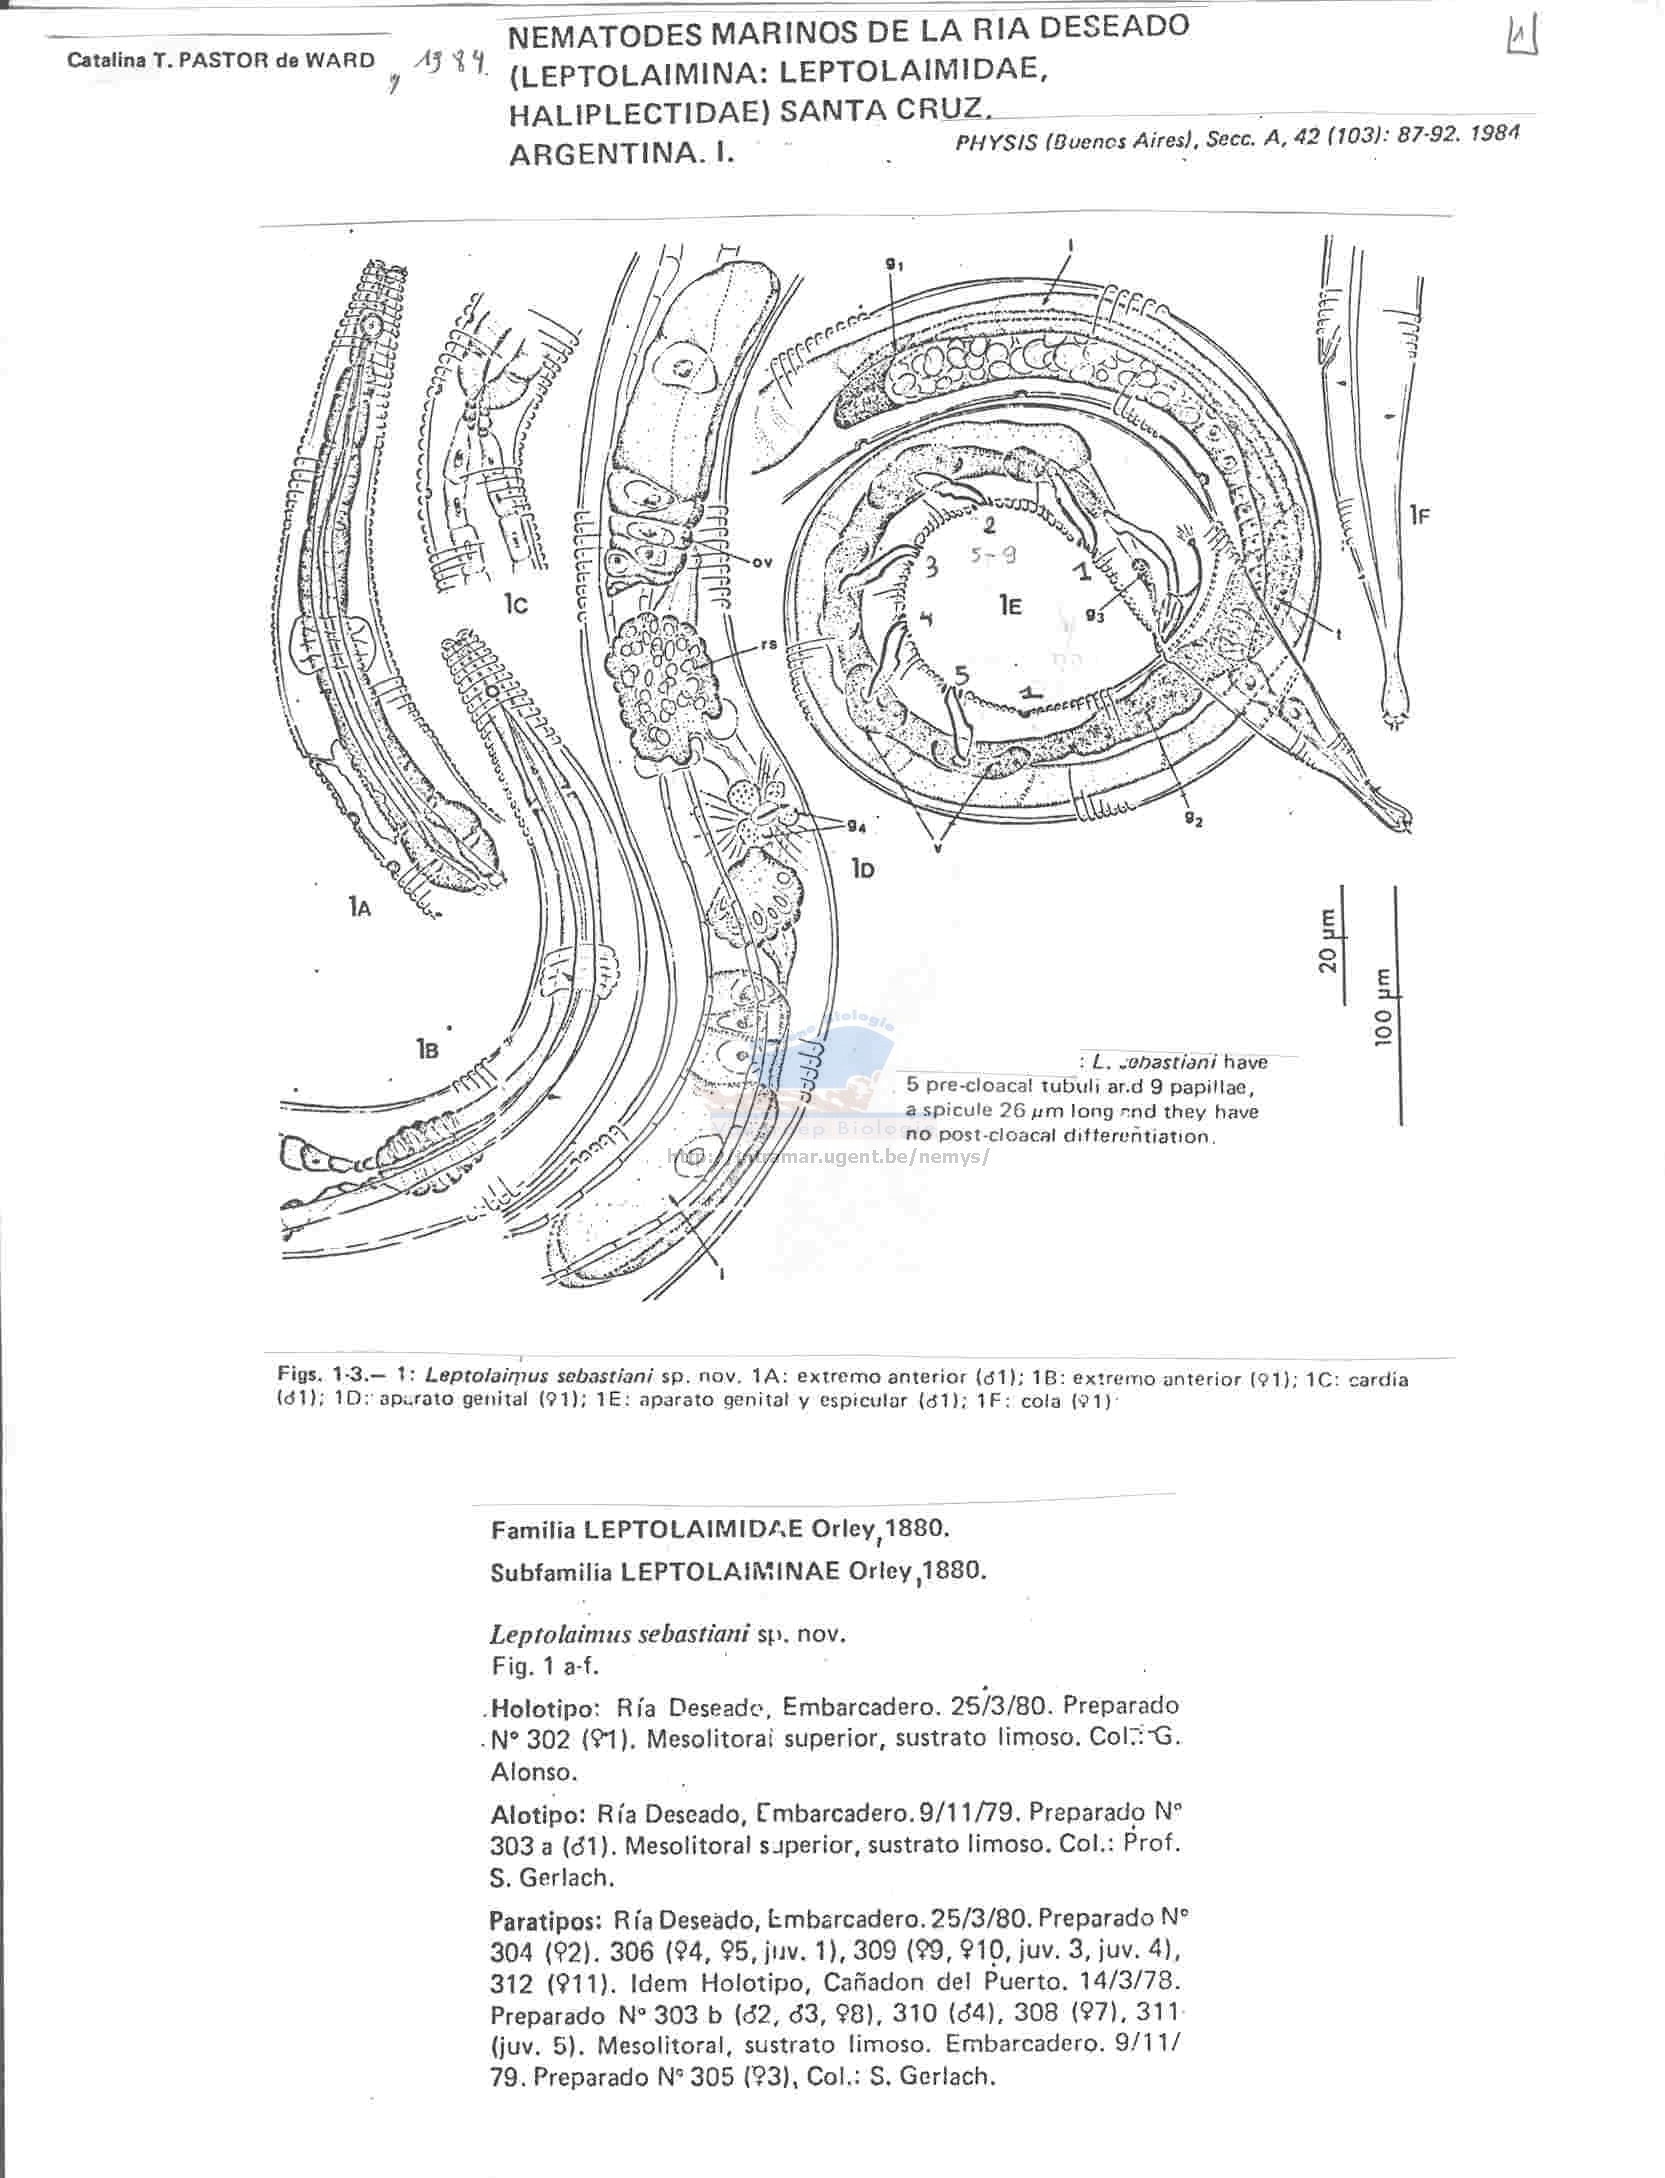 NEMATODES MARINOS DE LA RIA DESEADO
(LEPTOLAIMINA: LEPTOLAIMIDAE,
HALIPLECTIDAE) SANTA CRUZ.
ARGENTINA. I.
Catalina T. PASTOR de WARD, 1984.
1
PHYSIS (Buenos Aires), Secc. A, 42 (103): 87-92. 1984
g1
i
1F
1C
ov
2
5-9
3
1
1E
g3
4
t
rs
5
1
g4
g2
v
1D
1A
20 µm
100 µm
1B
: L. sebastiani have
5 pre-cloacal tubuli and 9 papillae,
a spicule 26 µm long and they have
no post-cloacal differentiation.
Biologie
Biologie
http://intramar.ugent.be/nemys/
i
Figs. 1-3.— 1: Leptolaimus sebastiani sp. nov. 1A: extremo anterior (♂1); 1B: extremo anterior (♀1); 1C: cardia
(♂1); 1D: aparato genital (♀1); 1E: aparato genital y espicular (♂1); 1F: cola (♀1)
Familia LEPTOLAIMIDAE Orley, 1880.
Subfamilia LEPTOLAIMINAE Orley, 1880.
Leptolaimus sebastiani sp. nov.
Fig. 1 a-f.
Holotipo: Ría Deseado, Embarcadero. 25/3/80. Preparado
N° 302 (♀1). Mesolitoral superior, sustrato limoso. Col.: G.
Alonso.
Alotipo: Ría Deseado, Embarcadero. 9/11/79. Preparado N°
303 a (♂1). Mesolitoral superior, sustrato limoso. Col.: Prof.
S. Gerlach.
Paratipos: Ría Deseado, Embarcadero. 25/3/80. Preparado N°
304 (♀2). 306 (♀4, ♀5, juv. 1), 309 (♀9, ♀10, juv. 3, juv. 4),
312 (♀11). Idem Holotipo, Cañadon del Puerto. 14/3/78.
Preparado N° 303 b (♂2, ♂3, ♀8), 310 (♂4), 308 (♀7), 311
(juv. 5). Mesolitoral, sustrato limoso. Embarcadero. 9/11/
79. Preparado N° 305 (♀3), Col.: S. Gerlach.